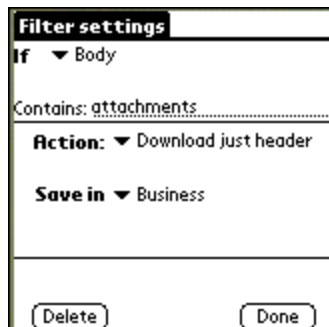 Filter settings
If Body
Contains: attachments
Action: Download just header
Save in Business
Delete Done